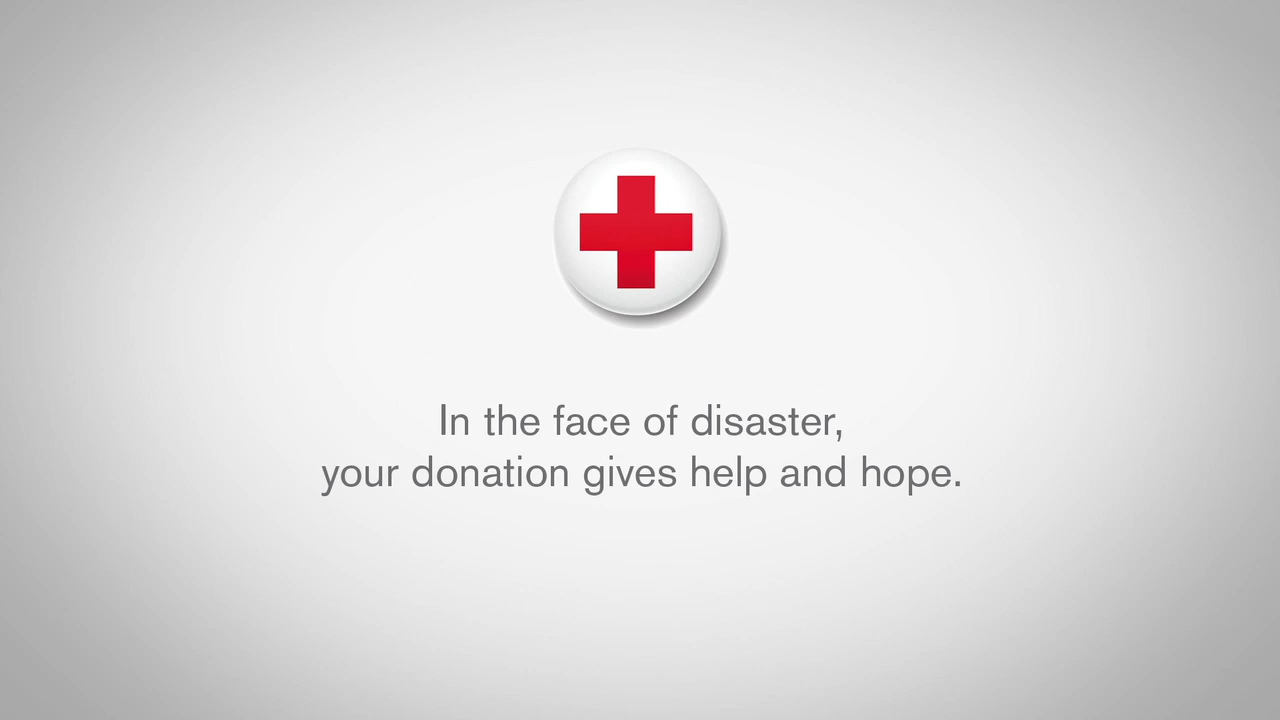 In the face of disaster,
your donation gives help and hope.